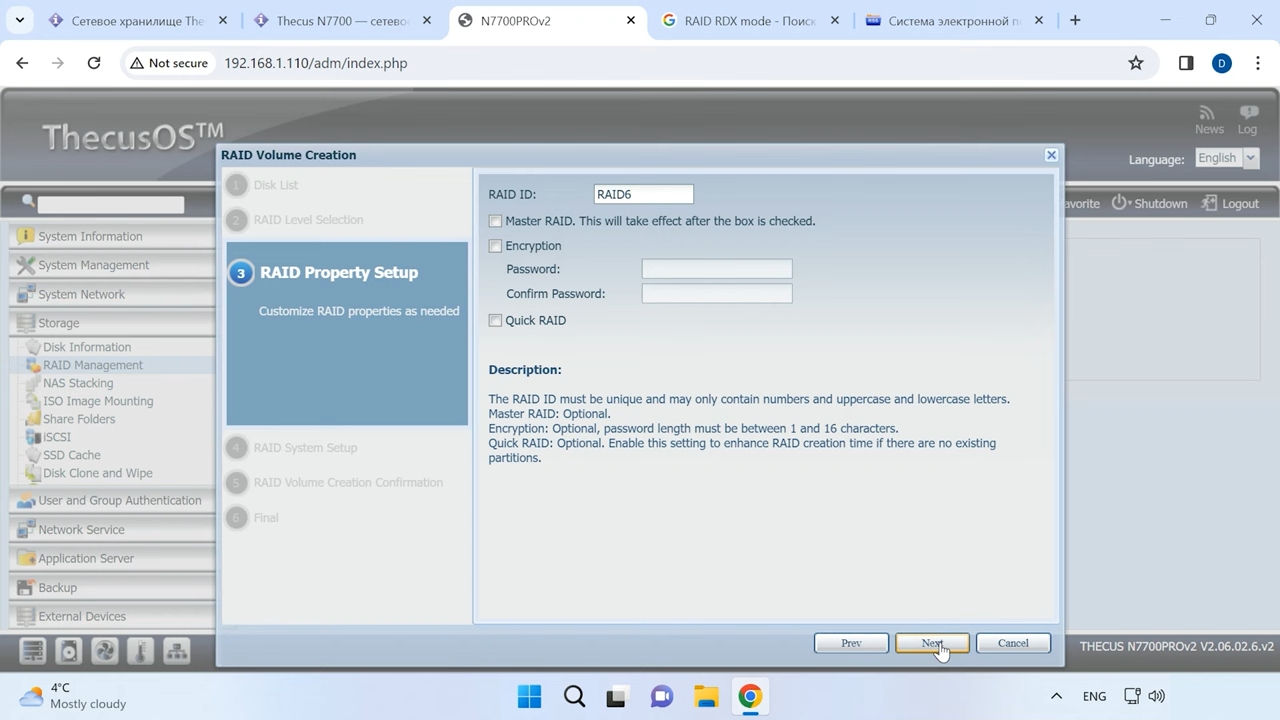 Сетевое хранилище The
Thecus N7700 — сетевое
N7700PROv2
RAID RDX mode - Поиск
Система электронной п
Not secure
192.168.1.110/adm/index.php
D
ThecusOS™
News
Log
Language:
English
RAID Volume Creation
avorite
Shutdown
Logout
System Information
System Management
System Network
Storage
Disk Information
RAID Management
NAS Stacking
ISO Image Mounting
Share Folders
iSCSI
SSD Cache
Disk Clone and Wipe
User and Group Authentication
Network Service
Application Server
Backup
External Devices
1 Disk List
2 RAID Level Selection
3 RAID Property Setup
Customize RAID properties as needed
4 RAID System Setup
5 RAID Volume Creation Confirmation
6 Final
RAID ID: RAID6
Master RAID. This will take effect after the box is checked.
Encryption
Password:
Confirm Password:
Quick RAID
Description:
The RAID ID must be unique and may only contain numbers and uppercase and lowercase letters.
Master RAID: Optional.
Encryption: Optional, password length must be between 1 and 16 characters.
Quick RAID: Optional. Enable this setting to enhance RAID creation time if there are no existing
partitions.
Prev
Next
Cancel
THECUS N7700PROv2 V2.06.02.6.v2
4°C
Mostly cloudy
ENG